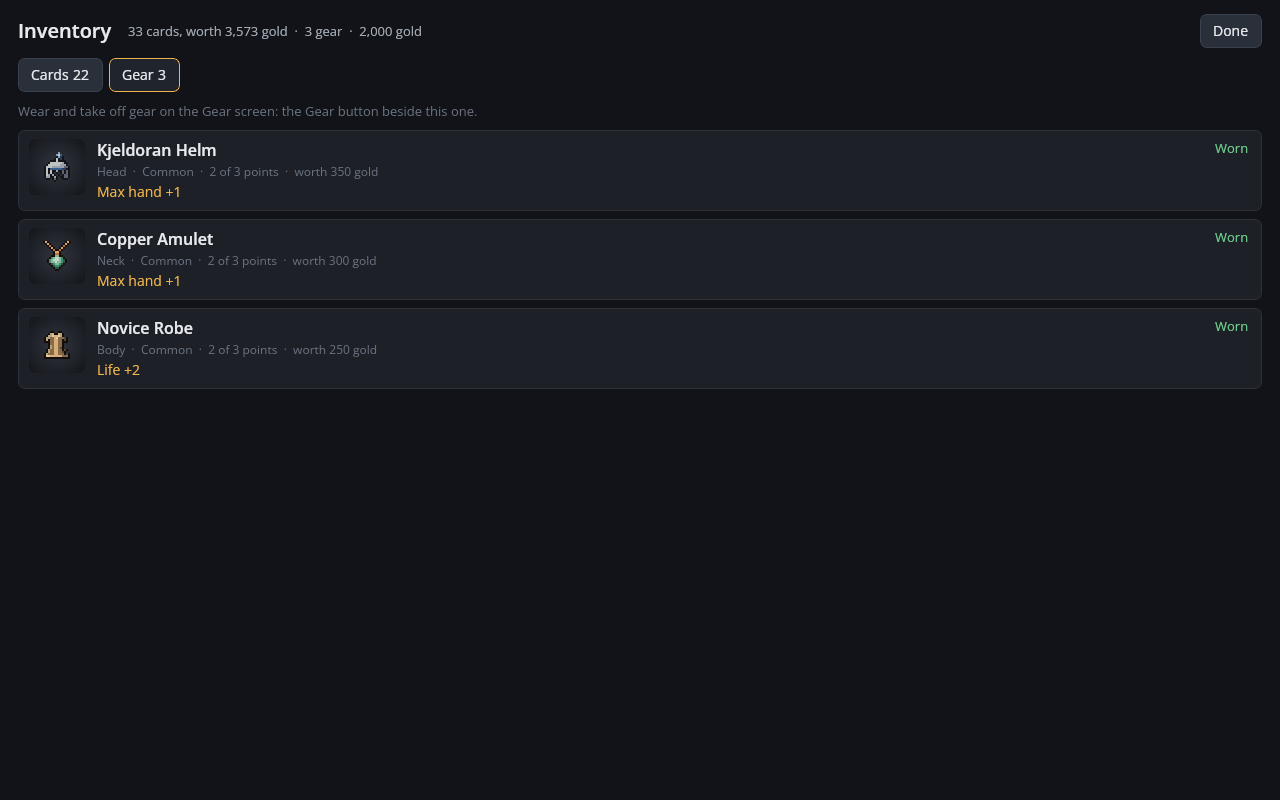 Inventory 33 cards, worth 3,573 gold · 3 gear · 2,000 gold Done
Cards 22 Gear 3
Wear and take off gear on the Gear screen: the Gear button beside this one.
Kjeldoran Helm Worn
Head · Common · 2 of 3 points · worth 350 gold
Max hand +1
Copper Amulet Worn
Neck · Common · 2 of 3 points · worth 300 gold
Max hand +1
Novice Robe Worn
Body · Common · 2 of 3 points · worth 250 gold
Life +2